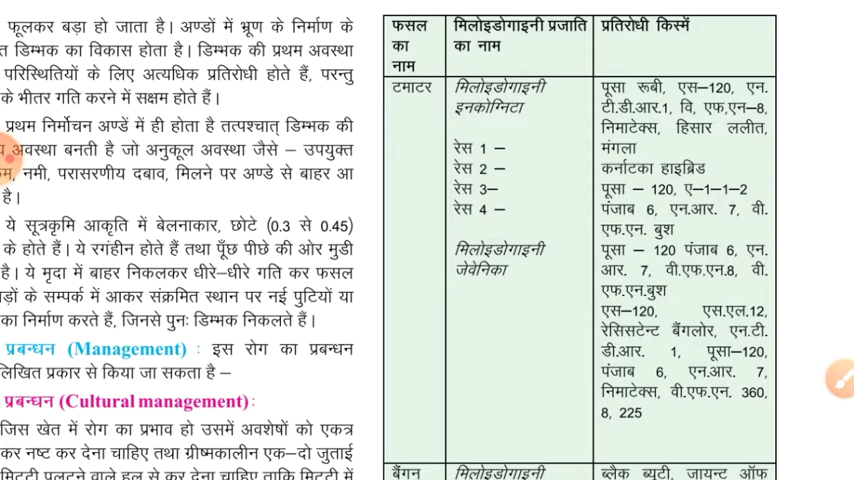 फूलकर बड़ा हो जाता है। अण्डों में भ्रूण के निर्माण के
डिम्भक का विकास होता है। डिम्भक की प्रथम अवस्था
परिस्थितियों के लिए अत्यधिक प्रतिरोधी होते हैं, परन्तु
के भीतर गति करने में सक्षम होते हैं।
प्रथम निर्मोचन अण्डें में ही होता है तत्पश्चात् डिम्भक की
अवस्था बनती है जो अनुकूल अवस्था जैसे – उपयुक्त
नमी, परासरणीय दबाव, मिलने पर अण्डे से बाहर आ
है।
ये सूत्रकृमि आकृति में बेलनाकार, छोटे (0.3 से 0.45)
के होते हैं। ये रंगहीन होते हैं तथा पूँछ पीछे की ओर मुडी
है। ये मृदा में बाहर निकलकर धीरे–धीरे गति कर फसल
के सम्पर्क में आकर संक्रमित स्थान पर नई पुटियों या
का निर्माण करते हैं, जिनसे पुनः डिम्भक निकलते हैं।
प्रबन्धन (Management) : इस रोग का प्रबन्धन
लिखित प्रकार से किया जा सकता है –
प्रबन्धन (Cultural management) :
जिस खेत में रोग का प्रभाव हो उसमें अवशेषों को एकत्र
कर नष्ट कर देना चाहिए तथा ग्रीष्मकालीन एक–दो जुताई
मिटटी पलटने वाले हल से कर देना चाहिए ताकि मिटटी में
फसल का नाम
मिलोइडोगाइनी प्रजाति का नाम
प्रतिरोधी किस्में
टमाटर
मिलोइडोगाइनी
इनकोग्निटा
रेस 1 –
रेस 2 –
रेस 3–
रेस 4 –
मिलोइडोगाइनी
जेवेनिका
पूसा रूबी, एस–120, एन.
टी.डी.आर.1, वि, एफ,एन–8,
निमाटेक्स, हिसार ललीत,
मंगला
कर्नाटका हाइब्रिड
पूसा – 120, ए–1–1–2
पंजाब 6, एन.आर. 7, वी.
एफ.एन. बुश
पूसा – 120 पंजाब 6, एन.
आर. 7, वी.एफ.एन.8, वी.
एफ.एन.बुश
एस–120, एस.एल.12,
रेसिसटेन्ट बैंगलोर, एन.टी.
डी.आर. 1, पूसा–120,
पंजाब 6, एन.आर. 7,
निमाटेक्स, वी.एफ.एन. 360,
8, 225
बैंगन
मिलोइडोगाइनी
ब्लैक ब्यूटी, जायन्ट ऑफ